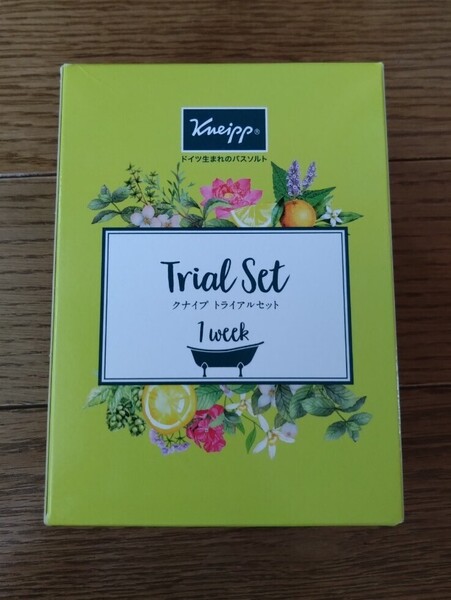 Kneipp®
ドイツ生まれのバスソルト
Trial Set
クナイプ トライアルセット
1 week